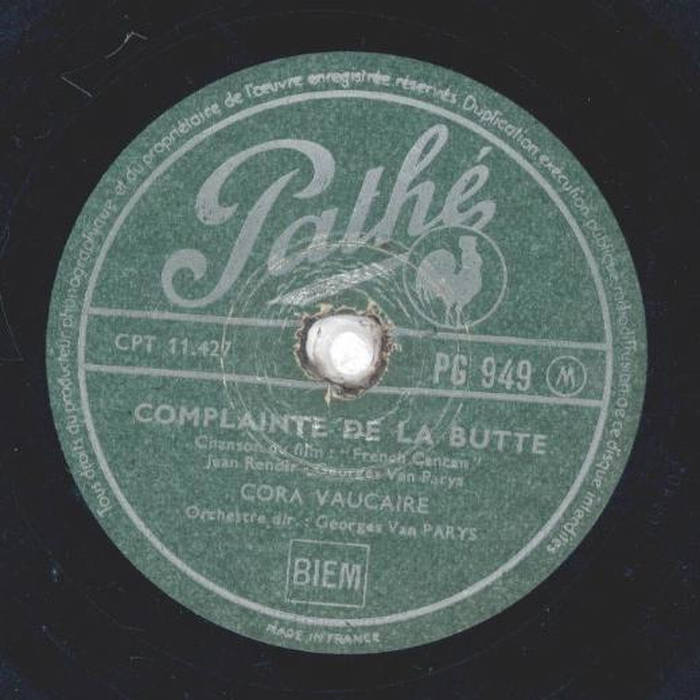 Tous droits du producteur phonographique et du propriétaire de l'œuvre enregistrée réservés. Duplication, exécution publique, radiodiffusion de ce disque interdites
Pathé
CPT 11.427
PG 949 M
COMPLAINTE DE LA BUTTE
Chanson du film : "French Cancan"
Jean Renoir - Georges Van Parys
CORA VAUCAIRE
Orchestre dir. : Georges Van PARYS
BIEM
MADE IN FRANCE